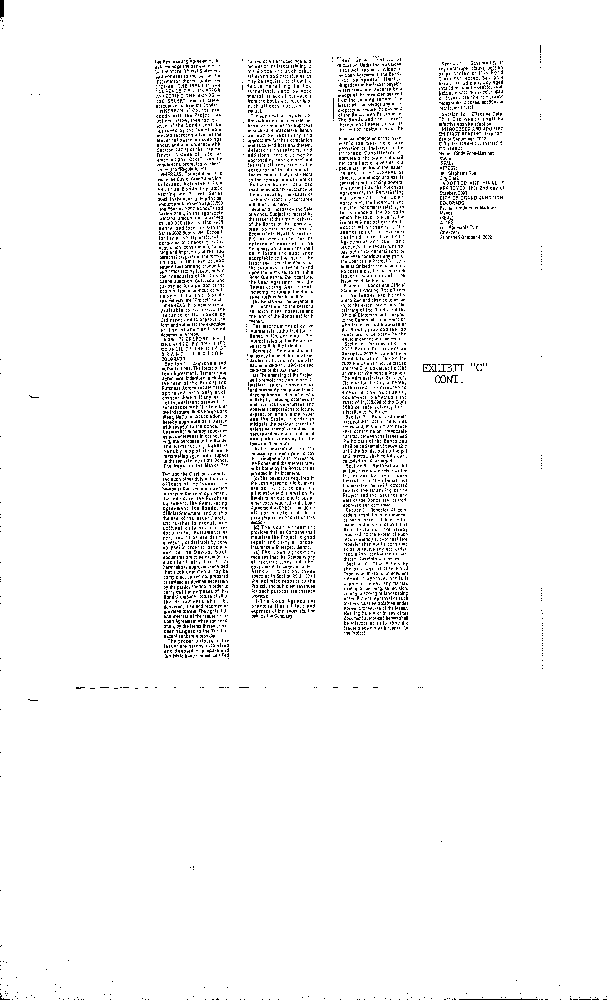 the Remarketing Agreement; (ii)
acknowledge the use and distri-
bution of the Official Statement
and consent to the use of the
information therein under the
caption "THE ISSUER" and
"ABSENCE OF LITIGATION
AFFECTING THE BONDS —
THE ISSUER"; and (iii) issue,
execute and deliver the Bonds;
WHEREAS, if Council pro-
ceeds with the Project, as
defined below, then the issu-
ance of the Bonds shall be
approved by the "applicable
elected representative" of the
Issuer following proceedings
under, and in accordance with,
Section 147(f) of the Internal
Revenue Code of 1986, as
amended (the "Code"), and the
regulations promulgated there-
under (the "Regulations");
WHEREAS, Council desires to
issue the City of Grand Junction,
Colorado, Adjustable Rate
Revenue Bonds (Pyramid
Printing, Inc. Project), Series
2002, in the aggregate principal
amount not to exceed $1,600,000
(the "Series 2002 Bonds") and
Series 2003, in the aggregate
principal amount not to exceed
$1,500,000 (the "Series 2003
Bonds" and together with the
Series 2002 Bonds, the "Bonds"),
for the presently anticipated
purposes of financing (i) the
acquisition, construction, equip-
ping and improving of real and
personal property in the form of
an approximately 25,000
square-foot printing production
and office facility located within
the boundaries of the City of
Grand Junction, Colorado, and
(ii) paying for a portion of the
costs of issuance incurred with
respect to the Bonds
(collectively, the "Project"); and
WHEREAS, it is necessary or
desirable to authorize the
issuance of the Bonds by
Ordinance and to approve the
form and authorize the execution
of the aforementioned
documents thereby.
NOW, THEREFORE, BE IT
ORDAINED BY THE CITY
COUNCIL OF THE CITY OF
GRAND JUNCTION,
COLORADO:
Section 1. Approvals and
Authorizations. The forms of the
Loan Agreement, Remarketing
Agreement, Indenture (including
the form of the Bonds) and
Purchase Agreement are hereby
approved with only such
changes therein, if any, as are
not inconsistent herewith. In
accordance with the terms of
the Indenture, Wells Fargo Bank
West, National Association, is
hereby appointed as a trustee
with respect to the Bonds. The
Underwriter is hereby appointed
as an underwriter in connection
with the purchase of the Bonds.
The Remarketing Agent is
hereby appointed as a
remarketing agent with respect
to the remarketing of the Bonds.
The Mayor or the Mayor Pro
Tem and the Clerk or a deputy,
and such other duly authorized
officers of the Issuer, are
hereby authorized and directed
to execute the Loan Agreement,
the Indenture, the Purchase
Agreement, the Remarketing
Agreement, the Bonds, the
Official Statement, and to affix
the seal of the Issuer thereto,
and further to execute and
authenticate such other
documents, instruments or
certificates as are deemed
necessary or desirable by bond
counsel in order to issue and
secure the Bonds. Such
documents are to be executed in
substantially the form
hereinabove approved, provided
that such documents may be
completed, corrected, prepared
or revised as deemed necessary
by the parties thereto in order to
carry out the purposes of this
Bond Ordinance. Copies of all of
the documents shall be
delivered, filed and recorded as
provided therein. The rights, title
and interest of the Issuer in the
Loan Agreement when executed,
shall, by the terms thereof, have
been assigned to the Trustee,
except as therein provided.
The proper officers of the
Issuer are hereby authorized
and directed to prepare and
furnish to bond counsel certified
copies of all proceedings and
records of the Issuer relating to
the Bonds and such other
affidavits and certificates as
may be required to show the
facts relating to the
authorization and issuance
thereof, as such facts appear
from the books and records in
such officers' custody and
control.
The approval hereby given to
the various documents referred
to above includes the approval
of such additional details therein
as may be necessary and
appropriate for their completion
and such modifications thereof,
deletions therefrom, and
additions thereto as may be
approved by bond counsel and
Issuer's attorney prior to the
execution of the documents.
The execution of any instrument
by the appropriate officers of
the Issuer herein authorized
shall be conclusive evidence of
the approval by the Issuer of
such instrument in accordance
with the terms hereof.
Section 2. Issuance and Sale
of Bonds. Subject to receipt by
the Issuer at the time of delivery
of the Bonds of the approving
legal opinion or opinions of
Brownstein Hyatt & Farber,
P.C., as bond counsel, and the
opinion of counsel to the
Company, which opinions shall
be in forms and substance
acceptable to the Issuer, the
Issuer shall issue the Bonds, for
the purposes, in the form and
upon the terms set forth in this
Bond Ordinance, the Indenture,
the Loan Agreement and the
Remarketing Agreement,
including the form of the Bonds
as set forth in the Indenture.
The Bonds shall be payable in
the manner and to the persons
set forth in the Indenture and
the form of the Bonds set forth
therein.
The maximum net effective
interest rate authorized for the
Bonds is 10% per annum. The
interest rates on the Bonds are
as set forth in the Indenture.
Section 3. Determinations. It
is hereby found, determined and
declared, in accordance with
Sections 29-3-113, 29-3-114 and
29-3-120 of the Act, that:
(a) The financing of the Project
will promote the public health,
welfare, safety, convenience
and prosperity and promote and
develop trade or other economic
activity by inducing commercial
and business enterprises and
nonprofit corporations to locate,
expand, or remain in the Issuer
and the State, in order to
mitigate the serious threat of
extensive unemployment and to
secure and maintain a balanced
and stable economy for the
Issuer and the State.
(b) The maximum amounts
necessary in each year to pay
the principal of and interest on
the Bonds and the interest rates
to be borne by the Bonds are as
provided in the Indenture.
(c) The payments required in
the Loan Agreement to be made
are sufficient to pay the
principal of and interest on the
Bonds when due, and to pay all
other costs required in the Loan
Agreement to be paid, including
all sums referred to in
paragraphs (e) and (f) of this
section.
(d) The Loan Agreement
provides that the Company shall
maintain the Project in good
repair and carry all proper
insurance with respect thereto.
(e) The Loan Agreement
requires that the Company pay
all required taxes and other
governmental charges including,
without limitation, those
specified in Section 29-3-120 of
the Act with respect to the
Project, and sufficient revenues
for such purpose are thereby
provided.
(f) The Loan Agreement
provides that all fees and
expenses of the Issuer shall be
paid by the Company.
Section 4. Nature of
Obligation. Under the provisions
of the Act, and as provided in
the Loan Agreement, the Bonds
shall be special, limited
obligations of the Issuer payable
solely from, and secured by a
pledge of the revenues derived
from the Loan Agreement. The
Issuer will not pledge any of its
property or secure the payment
of the Bonds with its property.
The Bonds and the interest
thereon shall never constitute
the debt or indebtedness or the
financial obligation of the Issuer
within the meaning of any
provision or limitation of the
Colorado Constitution or
statutes of the State and shall
not constitute or give rise to a
pecuniary liability of the Issuer,
its agents, employees or
officers, or a charge against its
general credit or taxing powers.
In entering into the Purchase
Agreement, the Remarketing
Agreement, the Loan
Agreement, the Indenture and
the other documents relating to
the issuance of the Bonds to
which the Issuer is a party, the
Issuer will not obligate itself,
except with respect to the
application of the revenues
derived from the Loan
Agreement and the Bond
proceeds. The Issuer will not
pay out of its general fund or
otherwise contribute any part of
the Cost of the Project (as said
term is defined in the Indenture).
No costs are to be borne by the
Issuer in connection with the
issuance of the Bonds.
Section 5. Bonds and Official
Statement Printing. The officers
of the Issuer are hereby
authorized and directed to assist
in, to the extent necessary, the
printing of the Bonds and the
Official Statement with respect
to the Bonds, all in connection
with the offer and purchase of
the Bonds, provided that no
costs are to be borne by the
Issuer in connection therewith.
Section 6. Issuance of Series
2002 Bonds Contingent on
Receipt of 2003 Private Activity
Bond Allocation. The Series
2003 Bonds shall not be issued
until the City is awarded its 2003
private activity bond allocation.
The Administrative Service's
Director for the City is hereby
authorized and directed to
execute any necessary
documents to effectuate the
award of $1,600,000 of the City's
2003 private activity bond
allocation to the Project.
Section 7. Bond Ordinance
Irrepealable. After the Bonds
are issued, this Bond Ordinance
shall constitute an irrevocable
contract between the Issuer and
the holders of the Bonds and
shall be and remain irrepealable
until the Bonds, both principal
and interest, shall be fully paid,
canceled and discharged.
Section 8. Ratification. All
actions heretofore taken by the
Issuer and by the officers
thereof or on their behalf not
inconsistent herewith directed
toward the financing of the
Project and the issuance and
sale of the Bonds are ratified,
approved and confirmed.
Section 9. Repealer. All acts,
orders, resolutions, ordinances
or parts thereof, taken by the
Issuer and in conflict with this
Bond Ordinance, are hereby
repealed, to the extent of such
inconsistency except that this
repealer shall not be construed
so as to revive any act, order,
resolution, ordinance or part
thereof, heretofore repealed.
Section 10. Other Matters. By
the passage of this Bond
Ordinance, the Council does not
intend to approve, nor is it
approving hereby, any matters
relating to licensing, subdivision,
zoning, planning or landscaping
of the Project. Approval of such
matters must be obtained under
normal procedures of the Issuer.
Nothing herein or in any other
document authorized herein shall
be interpreted as limiting the
Issuer's powers with respect to
the Project.
Section 11. Severability. If
any paragraph, clause, section
or provision of this Bond
Ordinance, except Section 4
hereof, is judicially adjudged
invalid or unenforceable, such
judgment shall not effect, impair
or invalidate the remaining
paragraphs, clauses, sections or
provisions hereof.
Section 12. Effective Date.
This Ordinance shall be
effective upon its adoption.
INTRODUCED AND ADOPTED
ON FIRST READING, this 18th
day of September, 2002.
CITY OF GRAND JUNCTION,
COLORADO
By:/s/: Cindy Enos-Martinez
Mayor
(SEAL)
ATTEST:
/s/: Stephanie Tuin
City Clerk
ADOPTED AND FINALLY
APPROVED, this 2nd day of
October, 2002.
CITY OF GRAND JUNCTION,
COLORADO
By: /s/: Cindy Enos-Martinez
Mayor
(SEAL)
ATTEST:
/s/: Stephanie Tuin
City Clerk
Published October 4, 2002
EXHIBIT "C"
CONT.